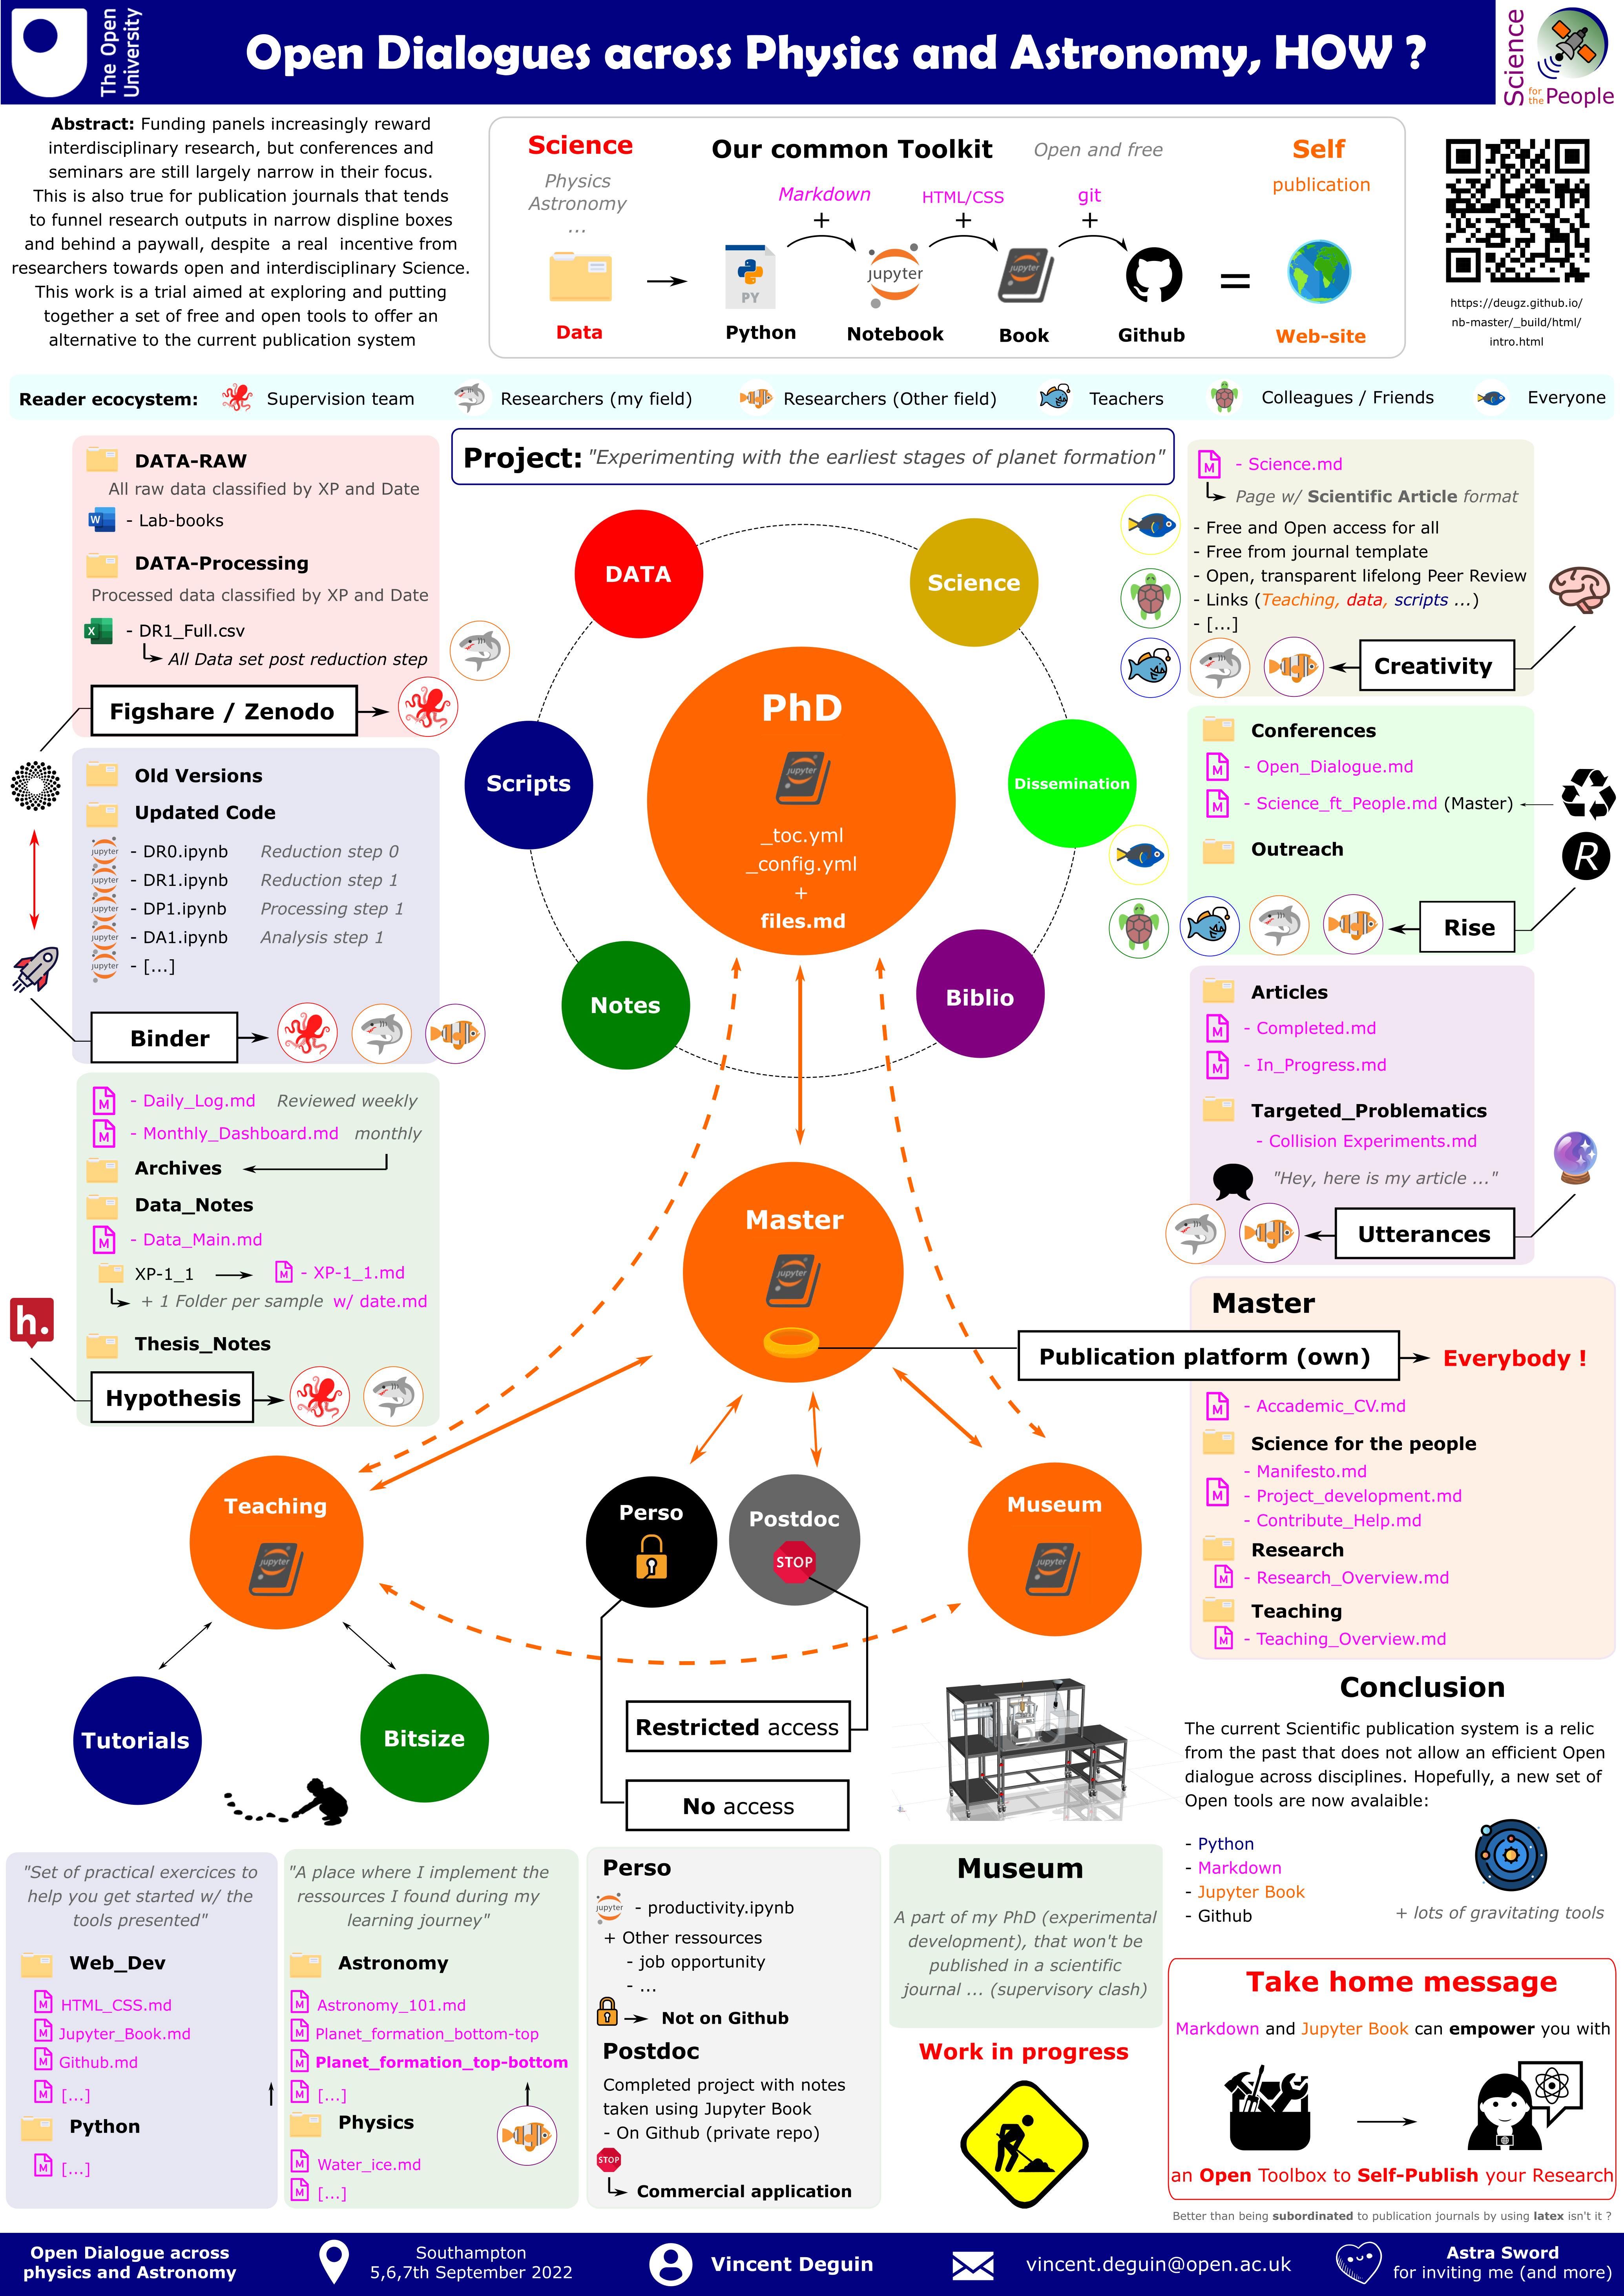 The Open
University
Open Dialogues across Physics and Astronomy, HOW ?
Science
for
the People
Abstract: Funding panels increasingly reward
interdisciplinary research, but conferences and
seminars are still largely narrow in their focus.
This is also true for publication journals that tends
to funnel research outputs in narrow displine boxes
and behind a paywall, despite a real incentive from
researchers towards open and interdisciplinary Science.
This work is a trial aimed at exploring and putting
together a set of free and open tools to offer an
alternative to the current publication system
Science
Physics
Astronomy
...
Data
Our common Toolkit
Open and free
Markdown
+
HTML/CSS
+
git
+
PY
jupyter
jupyter
=
Python
Notebook
Book
Github
Self
publication
Web-site
https://deugz.github.io/
nb-master/_build/html/
intro.html
Reader ecosystem:
Supervision team
Researchers (my field)
Researchers (Other field)
Teachers
Colleagues / Friends
Everyone
Project: "Experimenting with the earliest stages of planet formation"
DATA-RAW
All raw data classified by XP and Date
W
- Lab-books
DATA-Processing
Processed data classified by XP and Date
X
- DR1_Full.csv
All Data set post reduction step
Figshare / Zenodo
Old Versions
Updated Code
jupyter - DR0.ipynb Reduction step 0
jupyter - DR1.ipynb Reduction step 1
jupyter - DP1.ipynb Processing step 1
jupyter - DA1.ipynb Analysis step 1
jupyter - [...]
Binder
M - Daily_Log.md Reviewed weekly
M - Monthly_Dashboard.md monthly
Archives
Data_Notes
M - Data_Main.md
XP-1_1 M - XP-1_1.md
+ 1 Folder per sample w/ date.md
Thesis_Notes
h.
Hypothesis
DATA
Science
Scripts
Dissemination
Notes
Biblio
PhD
jupyter
_toc.yml
_config.yml
+
files.md
Master
jupyter
M - Science.md
Page w/ Scientific Article format
- Free and Open access for all
- Free from journal template
- Open, transparent lifelong Peer Review
- Links (Teaching, data, scripts ...)
- [...]
Creativity
Conferences
M - Open_Dialogue.md
M - Science_ft_People.md (Master)
Outreach
R
Rise
Articles
M - Completed.md
M - In_Progress.md
Targeted_Problematics
- Collision Experiments.md
"Hey, here is my article ..."
Utterances
Master
Publication platform (own)
Everybody !
M - Accademic_CV.md
Science for the people
- Manifesto.md
M - Project_development.md
- Contribute_Help.md
Research
M - Research_Overview.md
Teaching
M - Teaching_Overview.md
Teaching
jupyter
Perso
Postdoc
STOP
Museum
jupyter
Tutorials
Bitsize
Restricted access
No access
"Set of practical exercices to
help you get started w/ the
tools presented"
Web_Dev
M HTML_CSS.md
M Jupyter_Book.md
M Github.md
M [...]
Python
M [...]
"A place where I implement the
ressources I found during my
learning journey"
Astronomy
M Astronomy_101.md
M Planet_formation_bottom-top
M Planet_formation_top-bottom
M [...]
Physics
M Water_ice.md
M [...]
Perso
jupyter - productivity.ipynb
+ Other ressources
- job opportunity
- ...
Not on Github
Postdoc
Completed project with notes
taken using Jupyter Book
- On Github (private repo)
STOP
Commercial application
Museum
A part of my PhD (experimental
development), that won't be
published in a scientific
journal ... (supervisory clash)
Work in progress
Conclusion
The current Scientific publication system is a relic
from the past that does not allow an efficient Open
dialogue across disciplines. Hopefully, a new set of
Open tools are now avalaible:
- Python
- Markdown
- Jupyter Book
- Github
+ lots of gravitating tools
Take home message
Markdown and Jupyter Book can empower you with
an Open Toolbox to Self-Publish your Research
Better than being subordinated to publication journals by using latex isn't it ?
Open Dialogue across
physics and Astronomy
Southampton
5,6,7th September 2022
Vincent Deguin
vincent.deguin@open.ac.uk
Astra Sword
for inviting me (and more)